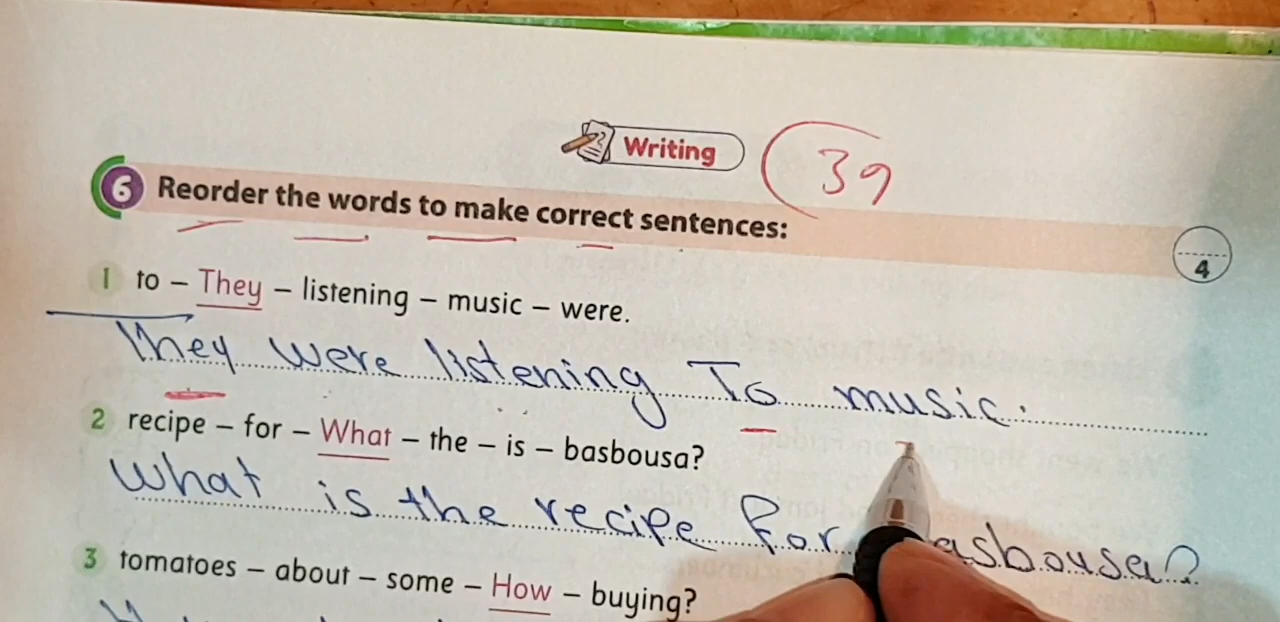 Writing
39
6 Reorder the words to make correct sentences:
4
1 to – They – listening – music – were.
They were listening To music.
2 recipe – for – What – the – is – basbousa?
What is the recipe for asbousa?
3 tomatoes – about – some – How – buying?